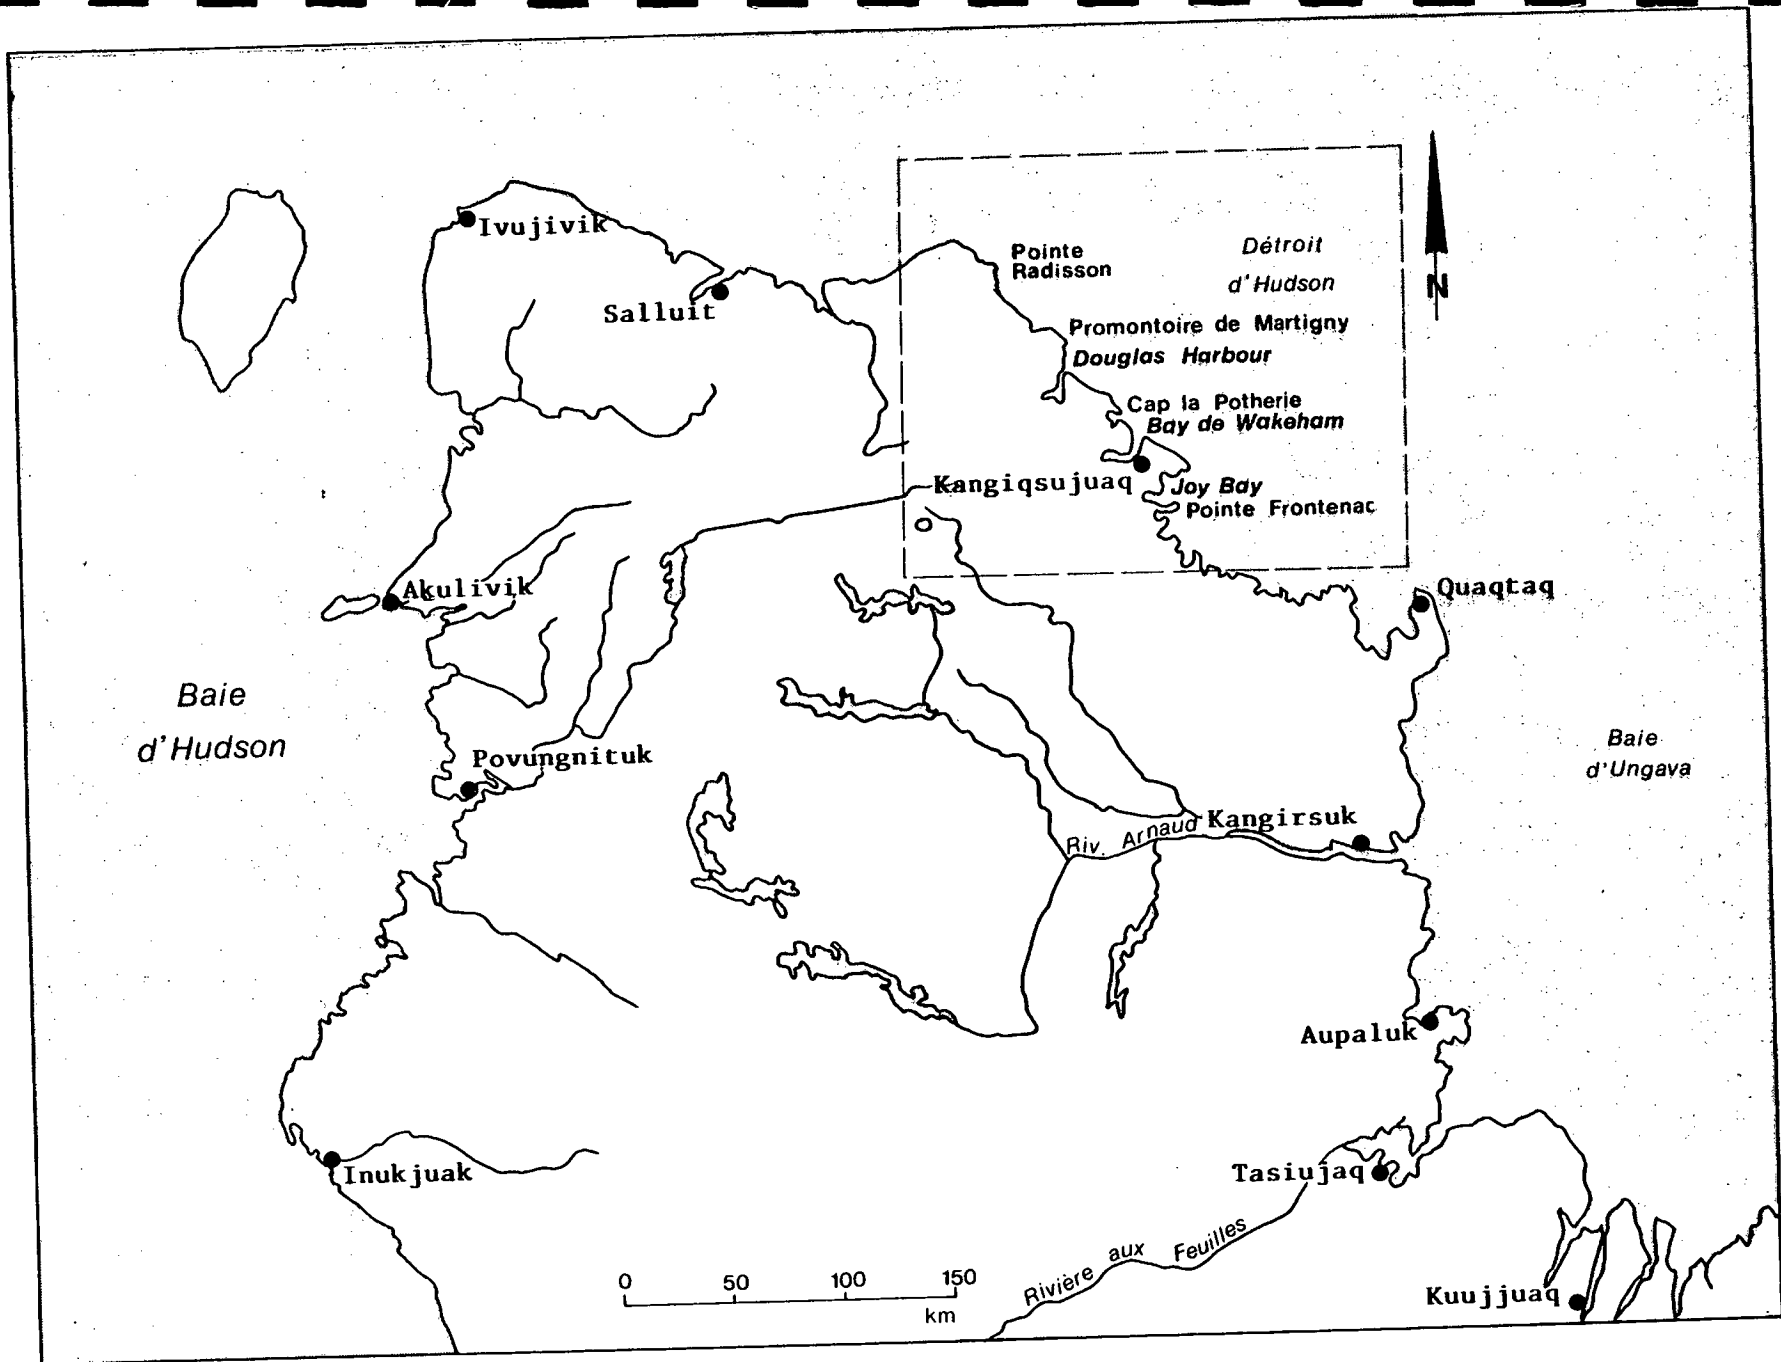 Ivujivik
Salluit
Pointe
Radisson
Détroit
d'Hudson
N
Promontoire de Martigny
Douglas Harbour
Cap la Potherie
Bay de Wakeham
Kangiqsujuaq
Joy Bay
Pointe Frontenac
Akulivik
Quaqtaq
Baie
d'Hudson
Povungnituk
Baie
d'Ungava
Riv. Arnaud
Kangirsuk
Aupaluk
Inukjuak
Tasiujaq
Rivière aux Feuilles
Kuujjuaq
0 50 100 150
km